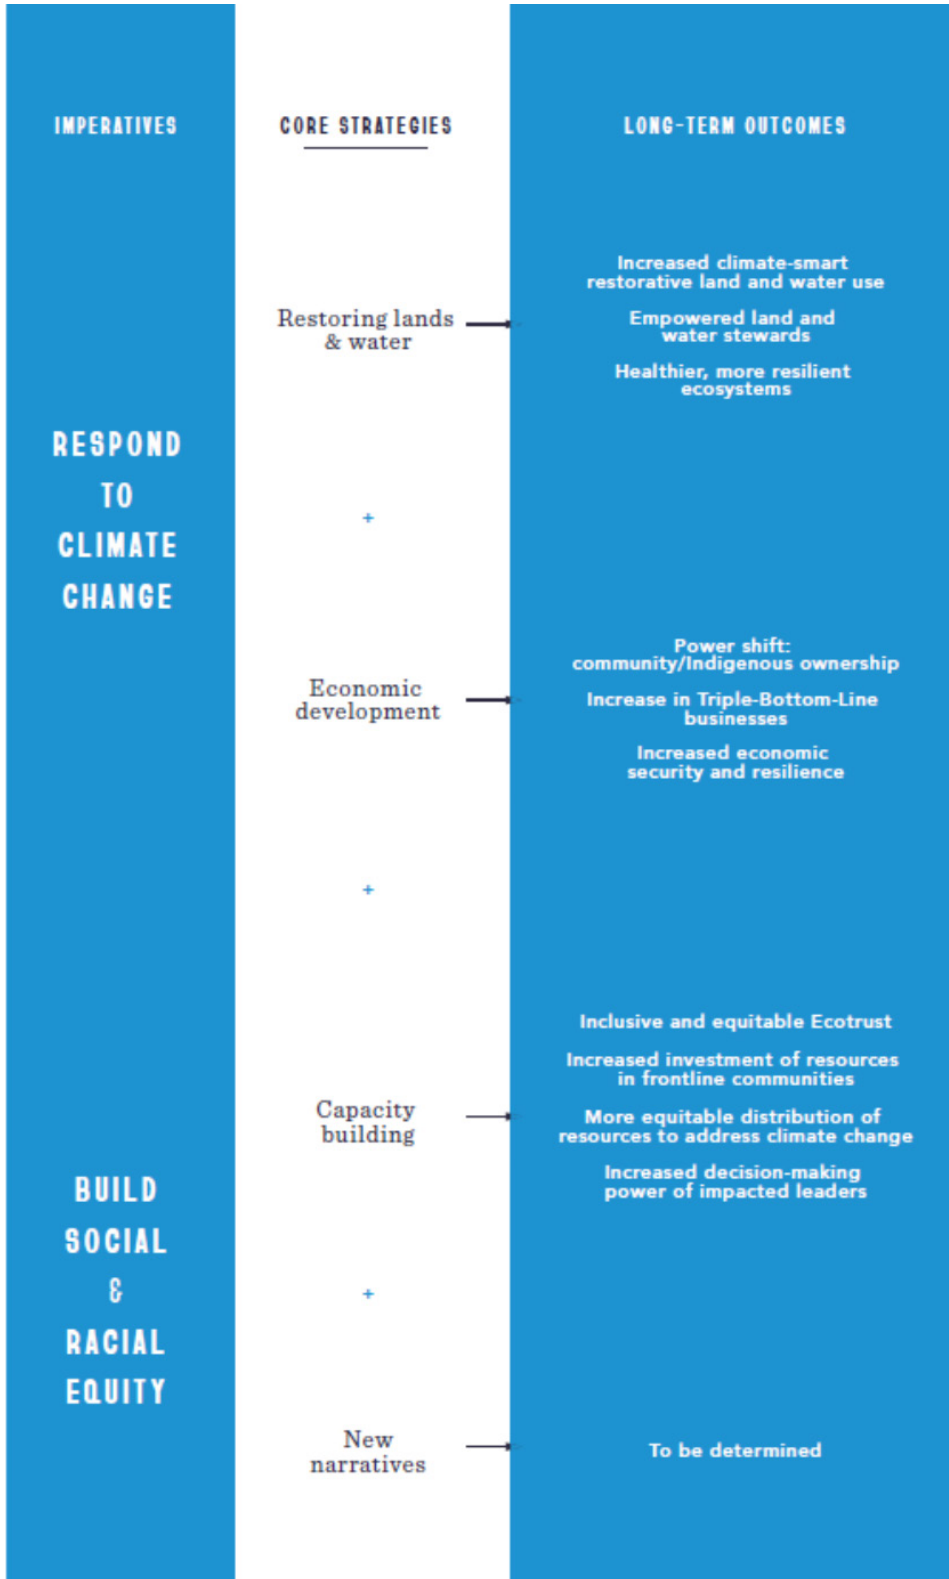 IMPERATIVES
CORE STRATEGIES
LONG-TERM OUTCOMES
RESPOND
TO
CLIMATE
CHANGE
BUILD
SOCIAL
&
RACIAL
EQUITY
Restoring lands
& water
Increased climate-smart
restorative land and water use
Empowered land and
water stewards
Healthier, more resilient
ecosystems
+
Economic
development
Power shift:
community/Indigenous ownership
Increase in Triple-Bottom-Line
businesses
Increased economic
security and resilience
+
Capacity
building
Inclusive and equitable Ecotrust
Increased investment of resources
in frontline communities
More equitable distribution of
resources to address climate change
Increased decision-making
power of impacted leaders
+
New
narratives
To be determined